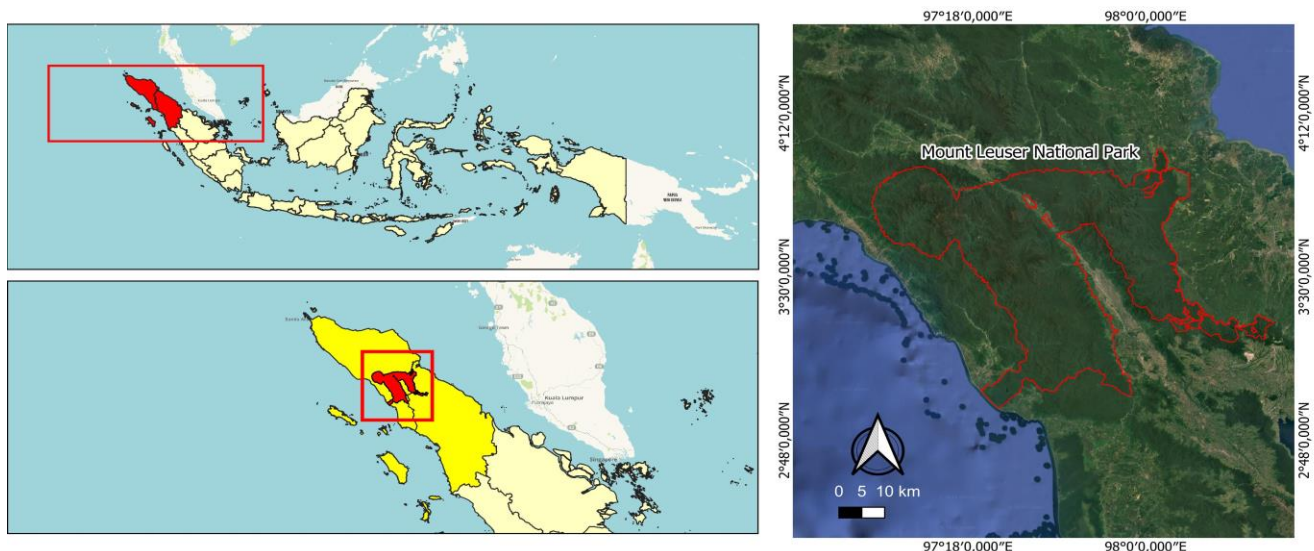 97°18'0,000"N 98°0'0,000"N
4°12'0,000"N
4°12'0,000"N
Mount Leuser National Park
3°30'0,000"N
3°30'0,000"N
Kuala Lumpur
Singapore
2°48'0,000"N
2°48'0,000"N
0 5 10 km
97°18'0,000"N 98°0'0,000"N